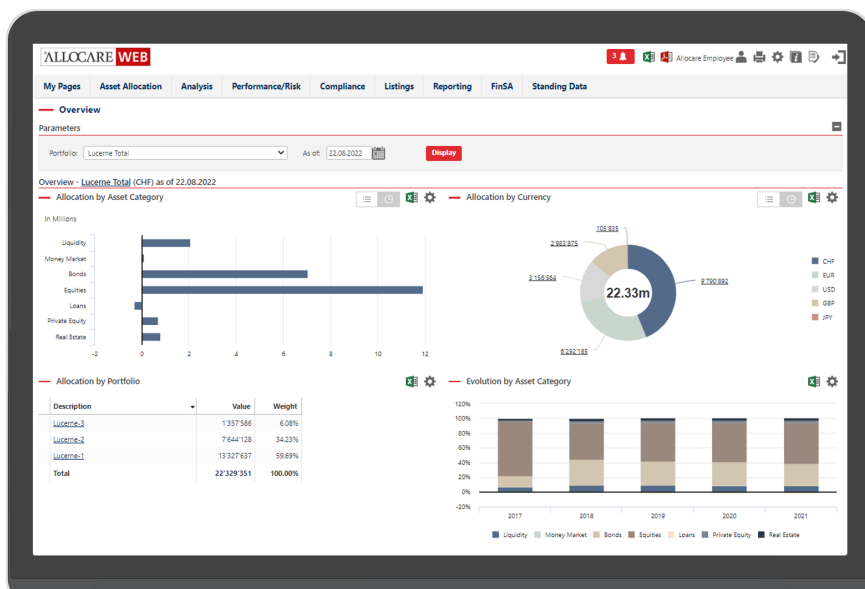 ALLOCARE WEB
3
Allocare Employee
My Pages Asset Allocation Analysis Performance/Risk Compliance Listings Reporting FinSA Standing Data
Overview
Parameters
Portfolio: Lucerne Total As of: 22.08.2022 Display
Overview - Lucerne Total (CHF) as of 22.08.2022
Allocation by Asset Category
In Millions
Liquidity
Money Market
Bonds
Equities
Loans
Private Equity
Real Estate
-2 0 2 4 6 8 10 12
Allocation by Currency
105'835
2'983'875
3'156'564
9'790'892
6'292'185
22.33m
CHF
EUR
USD
GBP
JPY
Allocation by Portfolio
Description Value Weight
Lucerne-3 1'357'586 6.08%
Lucerne-2 7'644'128 34.23%
Lucerne-1 13'327'637 59.69%
Total 22'329'351 100.00%
Evolution by Asset Category
120%
100%
80%
60%
40%
20%
0%
-20%
2017 2018 2019 2020 2021
Liquidity Money Market Bonds Equities Loans Private Equity Real Estate